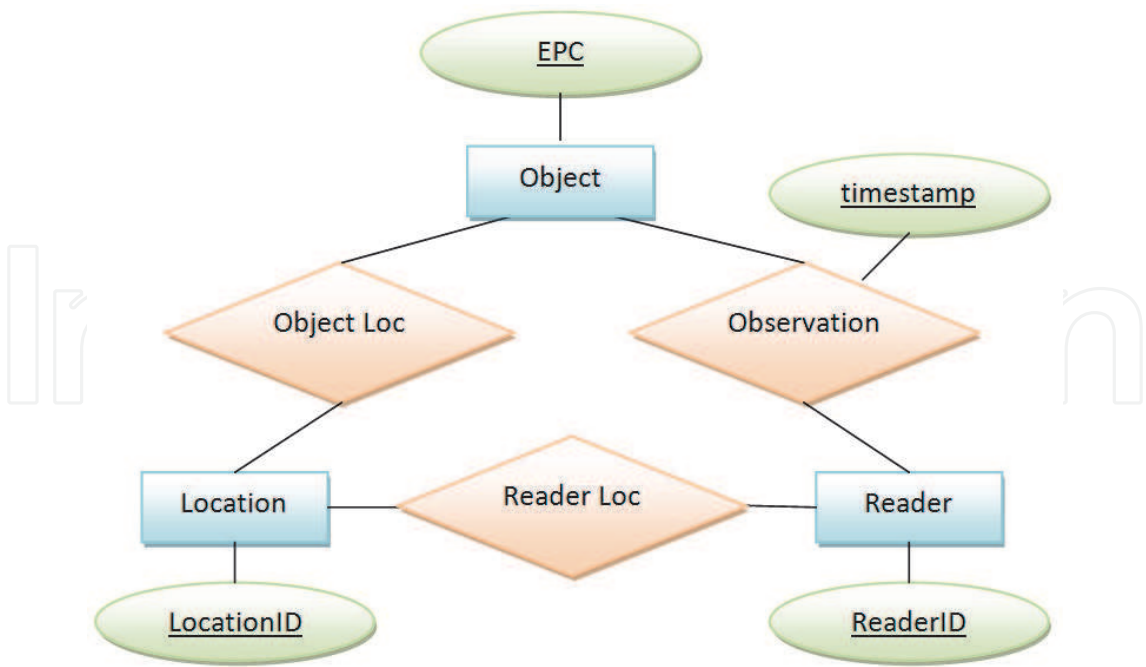 EPC
Object
timestamp
Object Loc
Observation
Location
Reader Loc
Reader
LocationID
ReaderID